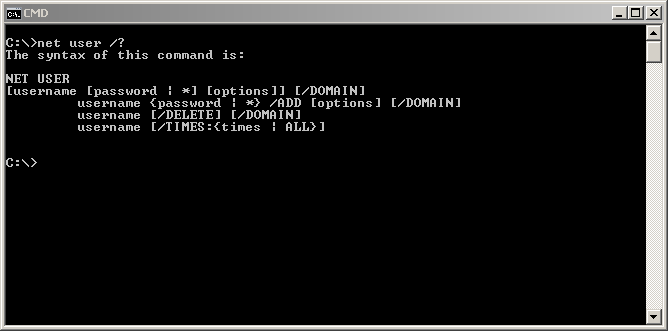 CMD
C:\>net user /?
The syntax of this command is:
NET USER
[username [password | *] [options]] [/DOMAIN]
username {password | *} /ADD [options] [/DOMAIN]
username [/DELETE] [/DOMAIN]
username [/TIMES:{times | ALL}]
C:\>